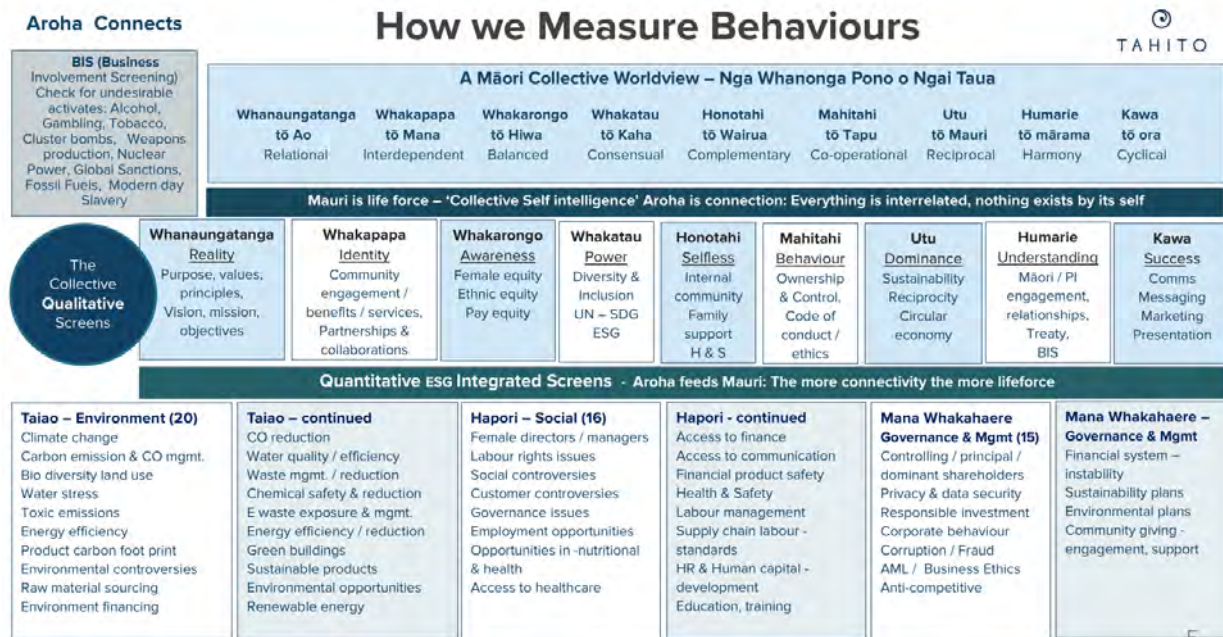 Aroha Connects
How we Measure Behaviours
TAHITO
BIS (Business
Involvement Screening)
Check for undesirable
activates: Alcohol,
Gambling, Tobacco,
Cluster bombs, Weapons
production, Nuclear
Power, Global Sanctions,
Fossil Fuels, Modern day
Slavery
A Māori Collective Worldview – Nga Whanonga Pono o Ngai Taua
Whanaungatanga
tō Ao
Relational
Whakapapa
tō Mana
Interdependent
Whakarongo
tō Hiwa
Balanced
Whakatau
tō Kaha
Consensual
Honotahi
tō Wairua
Complementary
Mahitahi
tō Tapu
Co-operational
Utu
tō Mauri
Reciprocal
Humarie
tō mārama
Harmony
Kawa
tō ora
Cyclical
Mauri is life force – 'Collective Self intelligence' Aroha is connection: Everything is interrelated, nothing exists by its self
The
Collective
Qualitative
Screens
Whanaungatanga
Reality
Purpose, values,
principles,
Vision, mission,
objectives
Whakapapa
Identity
Community
engagement /
benefits / services,
Partnerships &
collaborations
Whakarongo
Awareness
Female equity
Ethnic equity
Pay equity
Whakatau
Power
Diversity &
Inclusion
UN – SDG
ESG
Honotahi
Selfless
Internal
community
Family
support
H & S
Mahitahi
Behaviour
Ownership
& Control,
Code of
conduct /
ethics
Utu
Dominance
Sustainability
Reciprocity
Circular
economy
Humarie
Understanding
Māori / PI
engagement,
relationships,
Treaty,
BIS
Kawa
Success
Comms
Messaging
Marketing
Presentation
Quantitative ESG Integrated Screens - Aroha feeds Mauri: The more connectivity the more lifeforce
Taiao – Environment (20)
Climate change
Carbon emission & CO mgmt.
Bio diversity land use
Water stress
Toxic emissions
Energy efficiency
Product carbon foot print
Environmental controversies
Raw material sourcing
Environment financing
Taiao – continued
CO reduction
Water quality / efficiency
Waste mgmt. / reduction
Chemical safety & reduction
E waste exposure & mgmt.
Energy efficiency / reduction
Green buildings
Sustainable products
Environmental opportunities
Renewable energy
Hapori – Social (16)
Female directors / managers
Labour rights issues
Social controversies
Customer controversies
Governance issues
Employment opportunities
Opportunities in -nutritional
& health
Access to healthcare
Hapori - continued
Access to finance
Access to communication
Financial product safety
Health & Safety
Labour management
Supply chain labour -
standards
HR & Human capital -
development
Education, training
Mana Whakahaere
Governance & Mgmt (15)
Controlling / principal /
dominant shareholders
Privacy & data security
Responsible investment
Corporate behaviour
Corruption / Fraud
AML / Business Ethics
Anti-competitive
Mana Whakahaere –
Governance & Mgmt
Financial system –
instability
Sustainability plans
Environmental plans
Community giving -
engagement, support